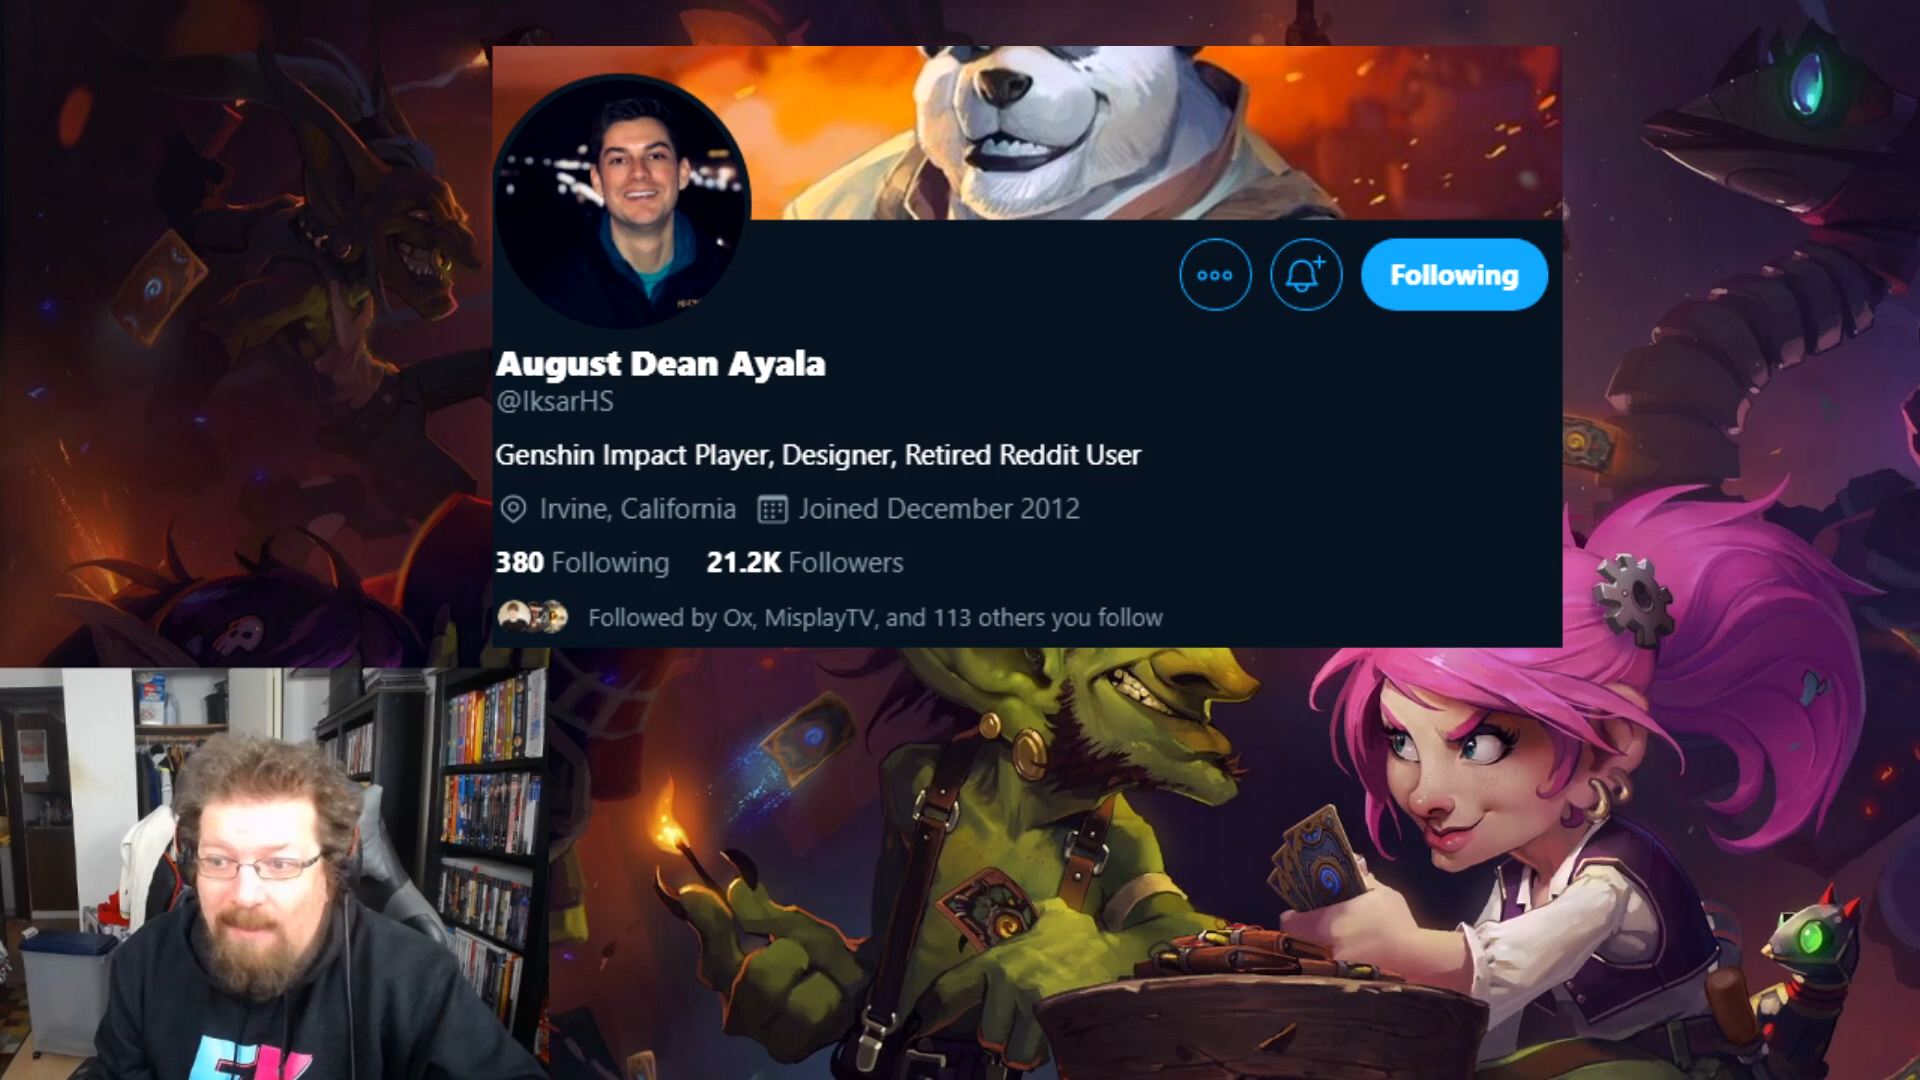 Following
August Dean Ayala
@IksarHS
Genshin Impact Player, Designer, Retired Reddit User
Irvine, California Joined December 2012
380 Following 21.2K Followers
Followed by Ox, MisplayTV, and 113 others you follow